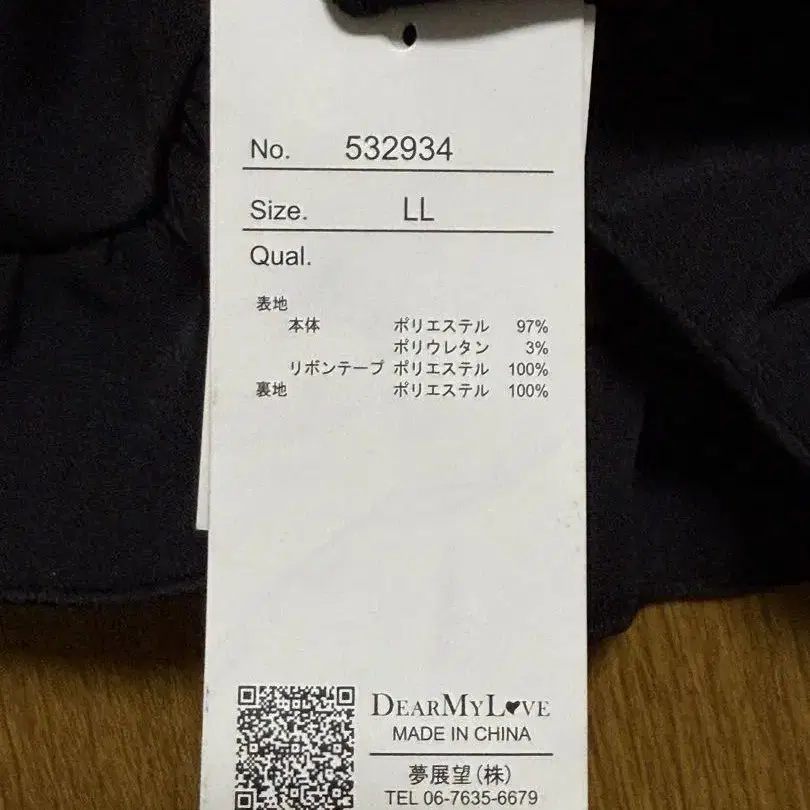 No. 532934
Size. LL
Qual.
表地
本体 ポリエステル 97%
ポリウレタン 3%
リボンテープ ポリエステル 100%
裏地 ポリエステル 100%
DEARMYL♥VE
MADE IN CHINA
夢展望(株)
TEL 06-7635-6679